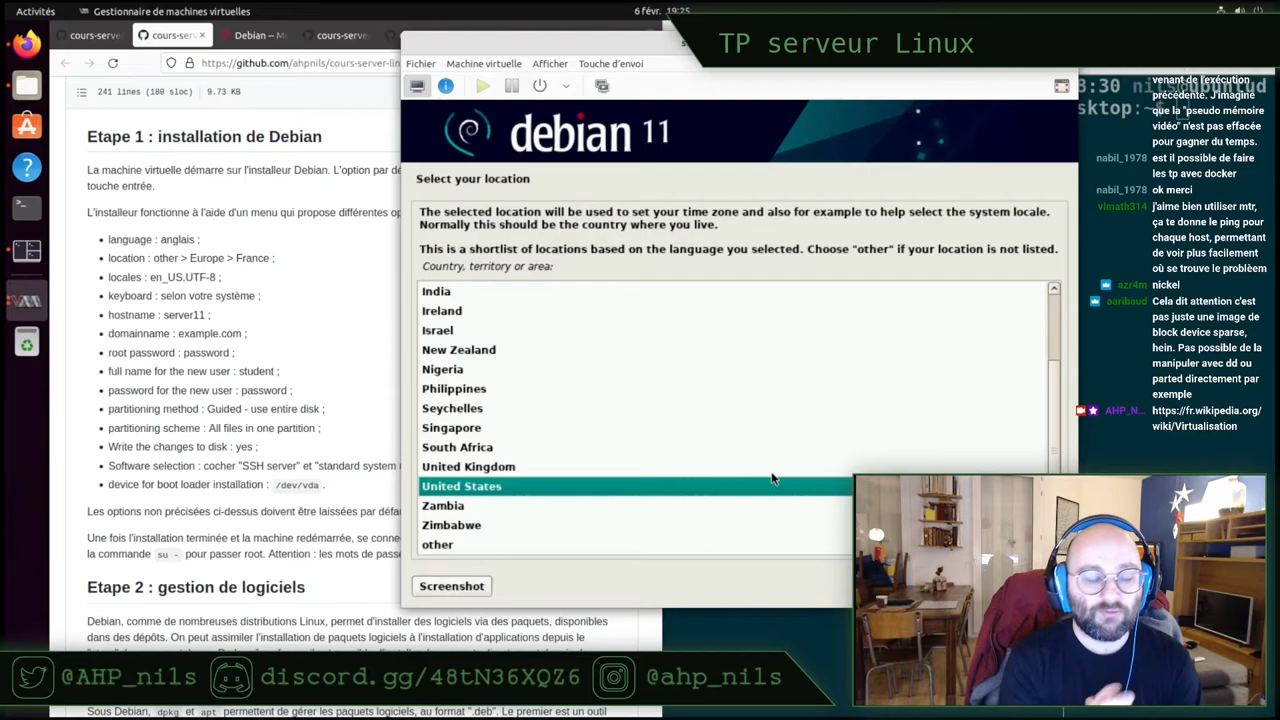 Activités
Gestionnaire de machines virtuelles
6 févr. 19:25
TP serveur Linux
cours-serve
cours-serv
Debian -- M
cours-serve
https://github.com/ahpnils/cours-server-lin
241 lines (180 sloc)
9.73 KB
Etape 1 : installation de Debian
La machine virtuelle démarre sur l'installeur Debian. L'option par dé
touche entrée.
L'installeur fonctionne à l'aide d'un menu qui propose différentes op
language : anglais ;
location : other > Europe > France ;
locales : en_US.UTF-8 ;
keyboard : selon votre système ;
hostname : server11 ;
domainname : example.com ;
root password : password ;
full name for the new user : student ;
password for the new user : password ;
partitioning method : Guided - use entire disk ;
partitioning scheme : All files in one partition ;
Write the changes to disk : yes ;
Software selection : cocher "SSH server" et "standard system u
device for boot loader installation : /dev/vda .
Les options non précisées ci-dessus doivent être laissées par défau
Une fois l'installation terminée et la machine redémarrée, se conne
la commande su - pour passer root. Attention : les mots de passe
Etape 2 : gestion de logiciels
Debian, comme de nombreuses distributions Linux, permet d'installer des logiciels via des paquets, disponibles
dans des dépôts. On peut assimiler l'installation de paquets logiciels à l'installation d'applications depuis le
Sous Debian, dpkg et apt permettent de gérer les paquets logiciels, au format ".deb". Le premier est un outil
Fichier
Machine virtuelle
Afficher
Touche d'envoi
debian 11
Select your location
The selected location will be used to set your time zone and also for example to help select the system locale.
Normally this should be the country where you live.
This is a shortlist of locations based on the language you selected. Choose "other" if your location is not listed.
Country, territory or area:
India
Ireland
Israel
New Zealand
Nigeria
Philippines
Seychelles
Singapore
South Africa
United Kingdom
United States
Zambia
Zimbabwe
other
Screenshot
8:30 nils@ubuntud
sktop:~$
venant de l'exécution
précédente. J'imagine
que la "pseudo mémoire
vidéo" n'est pas effacée
pour gagner du temps.
nabil_1978 est il possible de faire
les tp avec docker
nabil_1978 ok merci
vlmath314 j'aime bien utiliser mtr,
ça te donne le ping pour
chaque host, permettant
de voir plus facilement
où se trouve le problèem
azr4m nickel
aaribaud Cela dit attention c'est
pas juste une image de
block device sparse,
hein. Pas possible de la
manipuler avec dd ou
parted directement par
exemple
AHP_N... https://fr.wikipedia.org/
wiki/Virtualisation
@AHP_nils
discord.gg/48tN36XQZ6
@ahp_nils